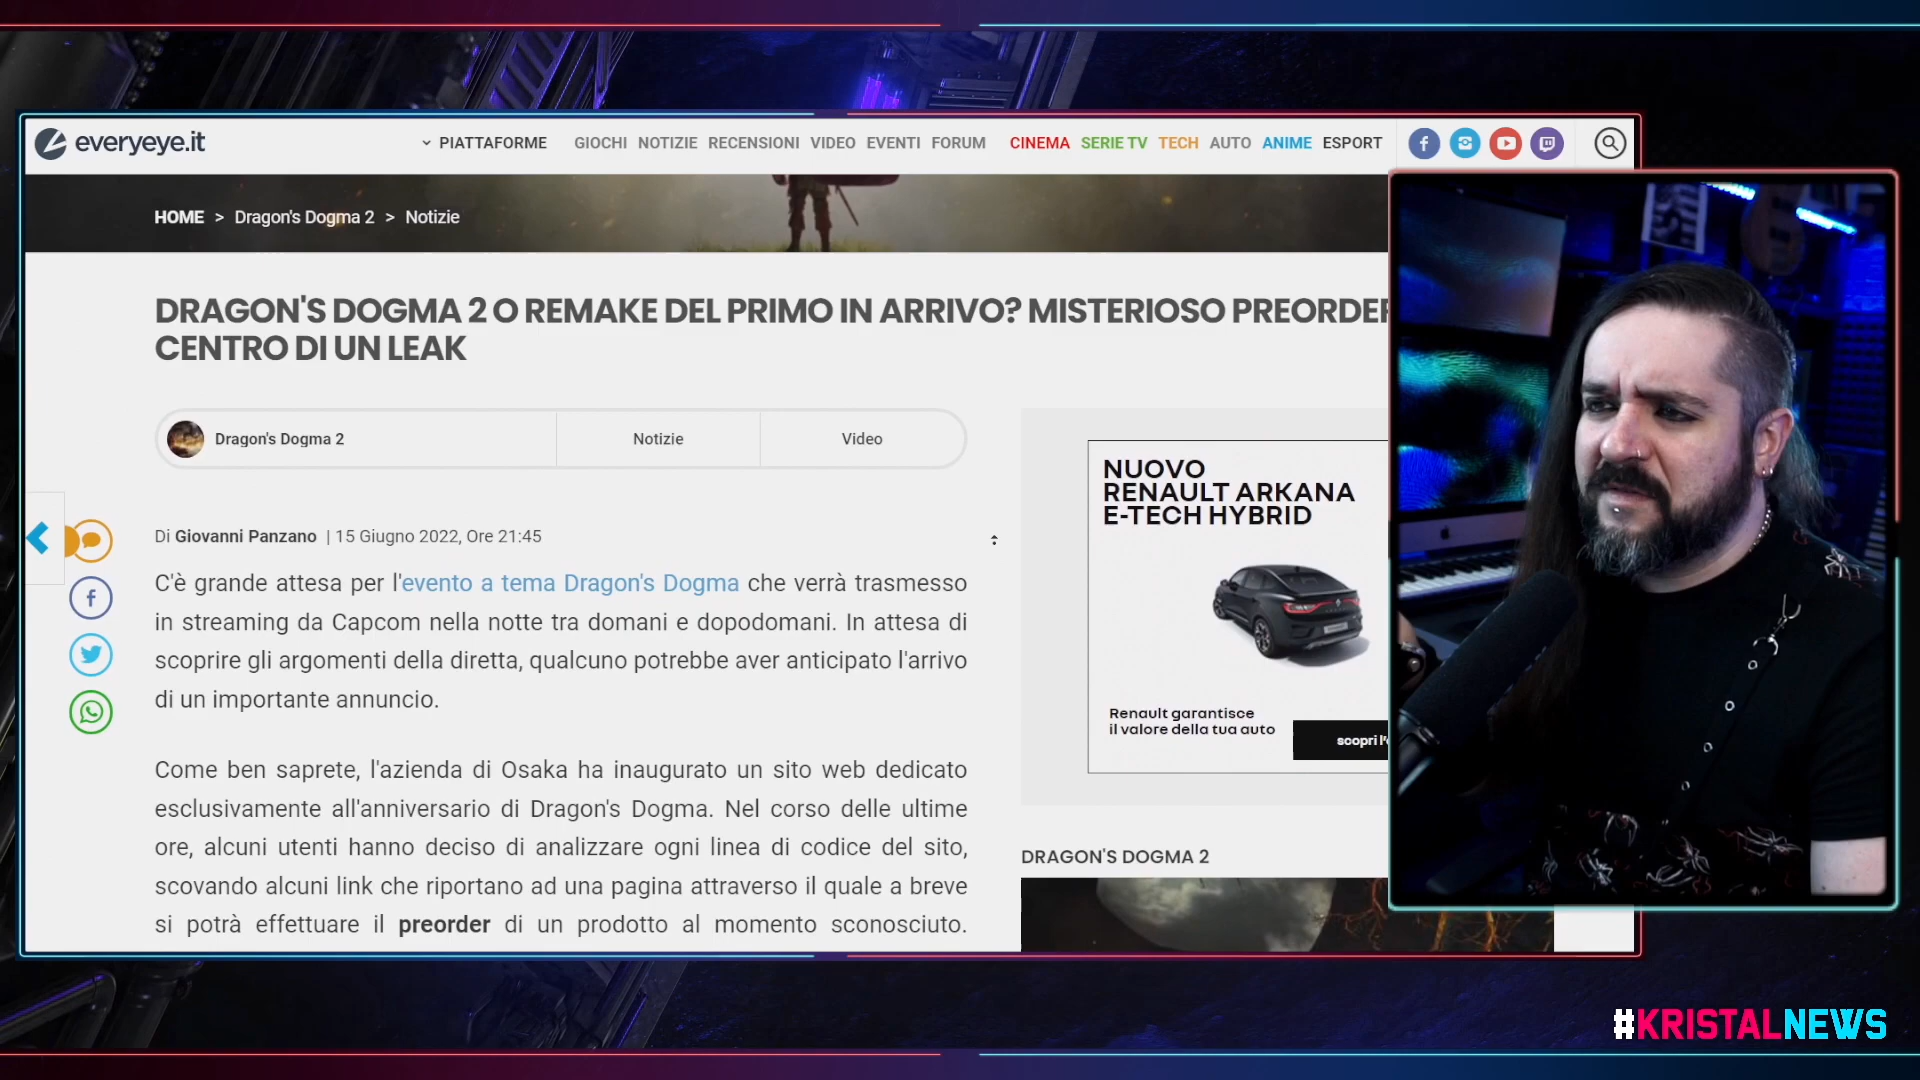 everyeye.it
PIATTAFORME GIOCHI NOTIZIE RECENSIONI VIDEO EVENTI FORUM CINEMA SERIE TV TECH AUTO ANIME ESPORT
HOME > Dragon's Dogma 2 > Notizie
DRAGON'S DOGMA 2 O REMAKE DEL PRIMO IN ARRIVO? MISTERIOSO PREORDER
CENTRO DI UN LEAK
Dragon's Dogma 2
Notizie
Video
Di Giovanni Panzano | 15 Giugno 2022, Ore 21:45
C'è grande attesa per l'evento a tema Dragon's Dogma che verrà trasmesso
in streaming da Capcom nella notte tra domani e dopodomani. In attesa di
scoprire gli argomenti della diretta, qualcuno potrebbe aver anticipato l'arrivo
di un importante annuncio.
Come ben saprete, l'azienda di Osaka ha inaugurato un sito web dedicato
esclusivamente all'anniversario di Dragon's Dogma. Nel corso delle ultime
ore, alcuni utenti hanno deciso di analizzare ogni linea di codice del sito,
scovando alcuni link che riportano ad una pagina attraverso il quale a breve
si potrà effettuare il preorder di un prodotto al momento sconosciuto.
NUOVO
RENAULT ARKANA
E-TECH HYBRID
Renault garantisce
il valore della tua auto
scopri l'
DRAGON'S DOGMA 2
#KRISTALNEWS